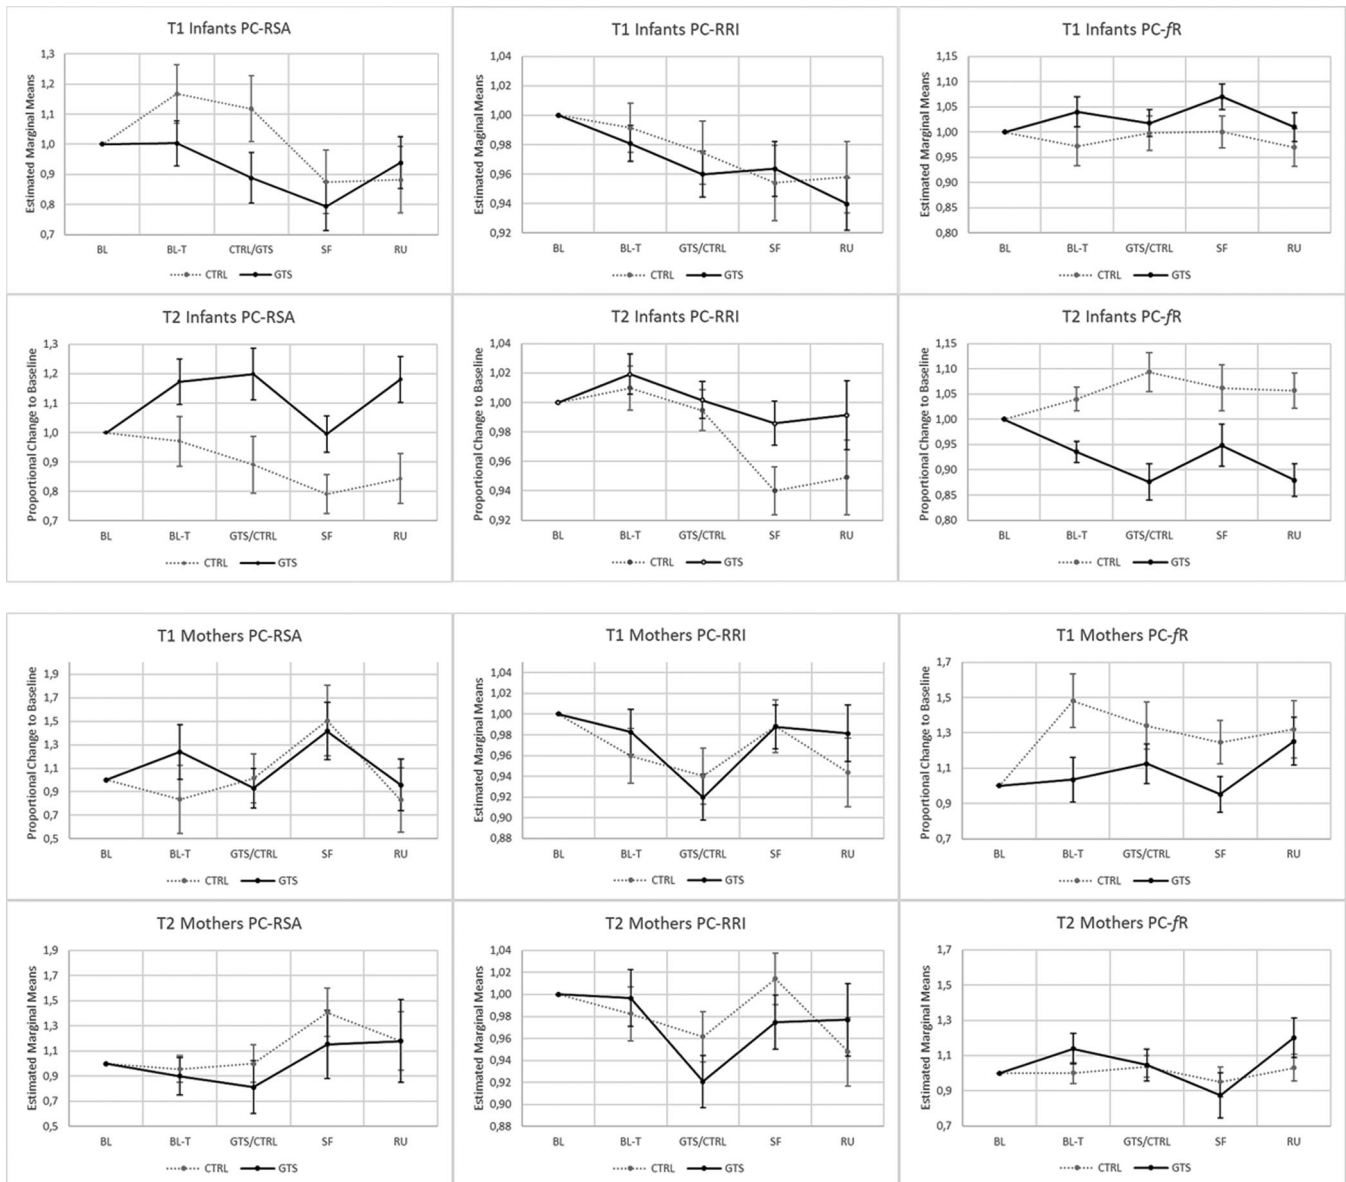 T1 Infants PC-RSA
Estimated Marginal Means
1,3
1,2
1,1
1,0
0,9
0,8
0,7
BL BL-T CTRL/GTS SF RU
CTRL GTS
T1 Infants PC-RRI
Estimated Marginal Means
1,04
1,02
1,00
0,98
0,96
0,94
0,92
BL BL-T GTS/CTRL SF RU
CTRL GTS
T1 Infants PC-fR
Estimated Marginal Means
1,15
1,10
1,05
1,00
0,95
0,90
0,85
0,80
BL BL-T GTS/CTRL SF RU
CTRL GTS
T2 Infants PC-RSA
Proportional Change to Baseline
1,3
1,2
1,1
1,0
0,9
0,8
0,7
BL BL-T GTS/CTRL SF RU
CTRL GTS
T2 Infants PC-RRI
Proportional Change to Baseline
1,04
1,02
1,00
0,98
0,96
0,94
0,92
BL BL-T GTS/CTRL SF RU
CTRL GTS
T2 Infants PC-fR
Proportional Change to Baseline
1,15
1,10
1,05
1,00
0,95
0,90
0,85
0,80
BL BL-T GTS/CTRL SF RU
CTRL GTS
T1 Mothers PC-RSA
Proportional Change to Baseline
1,9
1,7
1,5
1,3
1,1
0,9
0,7
0,5
BL BL-T GTS/CTRL SF RU
CTRL GTS
T1 Mothers PC-RRI
Estimated Marginal Means
1,04
1,02
1,00
0,98
0,96
0,94
0,92
0,90
0,88
BL BL-T GTS/CTRL SF RU
CTRL GTS
T1 Mothers PC-fR
Proportional Change to Baseline
1,7
1,5
1,3
1,1
0,9
0,7
BL BL-T GTS/CTRL SF RU
CTRL GTS
T2 Mothers PC-RSA
Estimated Marginal Means
1,9
1,7
1,5
1,3
1,1
0,9
0,7
0,5
BL BL-T GTS/CTRL SF RU
CTRL GTS
T2 Mothers PC-RRI
Estimated Marginal Means
1,04
1,02
1,00
0,98
0,96
0,94
0,92
0,90
0,88
BL BL-T GTS/CTRL SF RU
CTRL GTS
T2 Mothers PC-fR
Estimated Marginal Means
1,7
1,5
1,3
1,1
0,9
0,7
BL BL-T GTS/CTRL SF RU
CTRL GTS